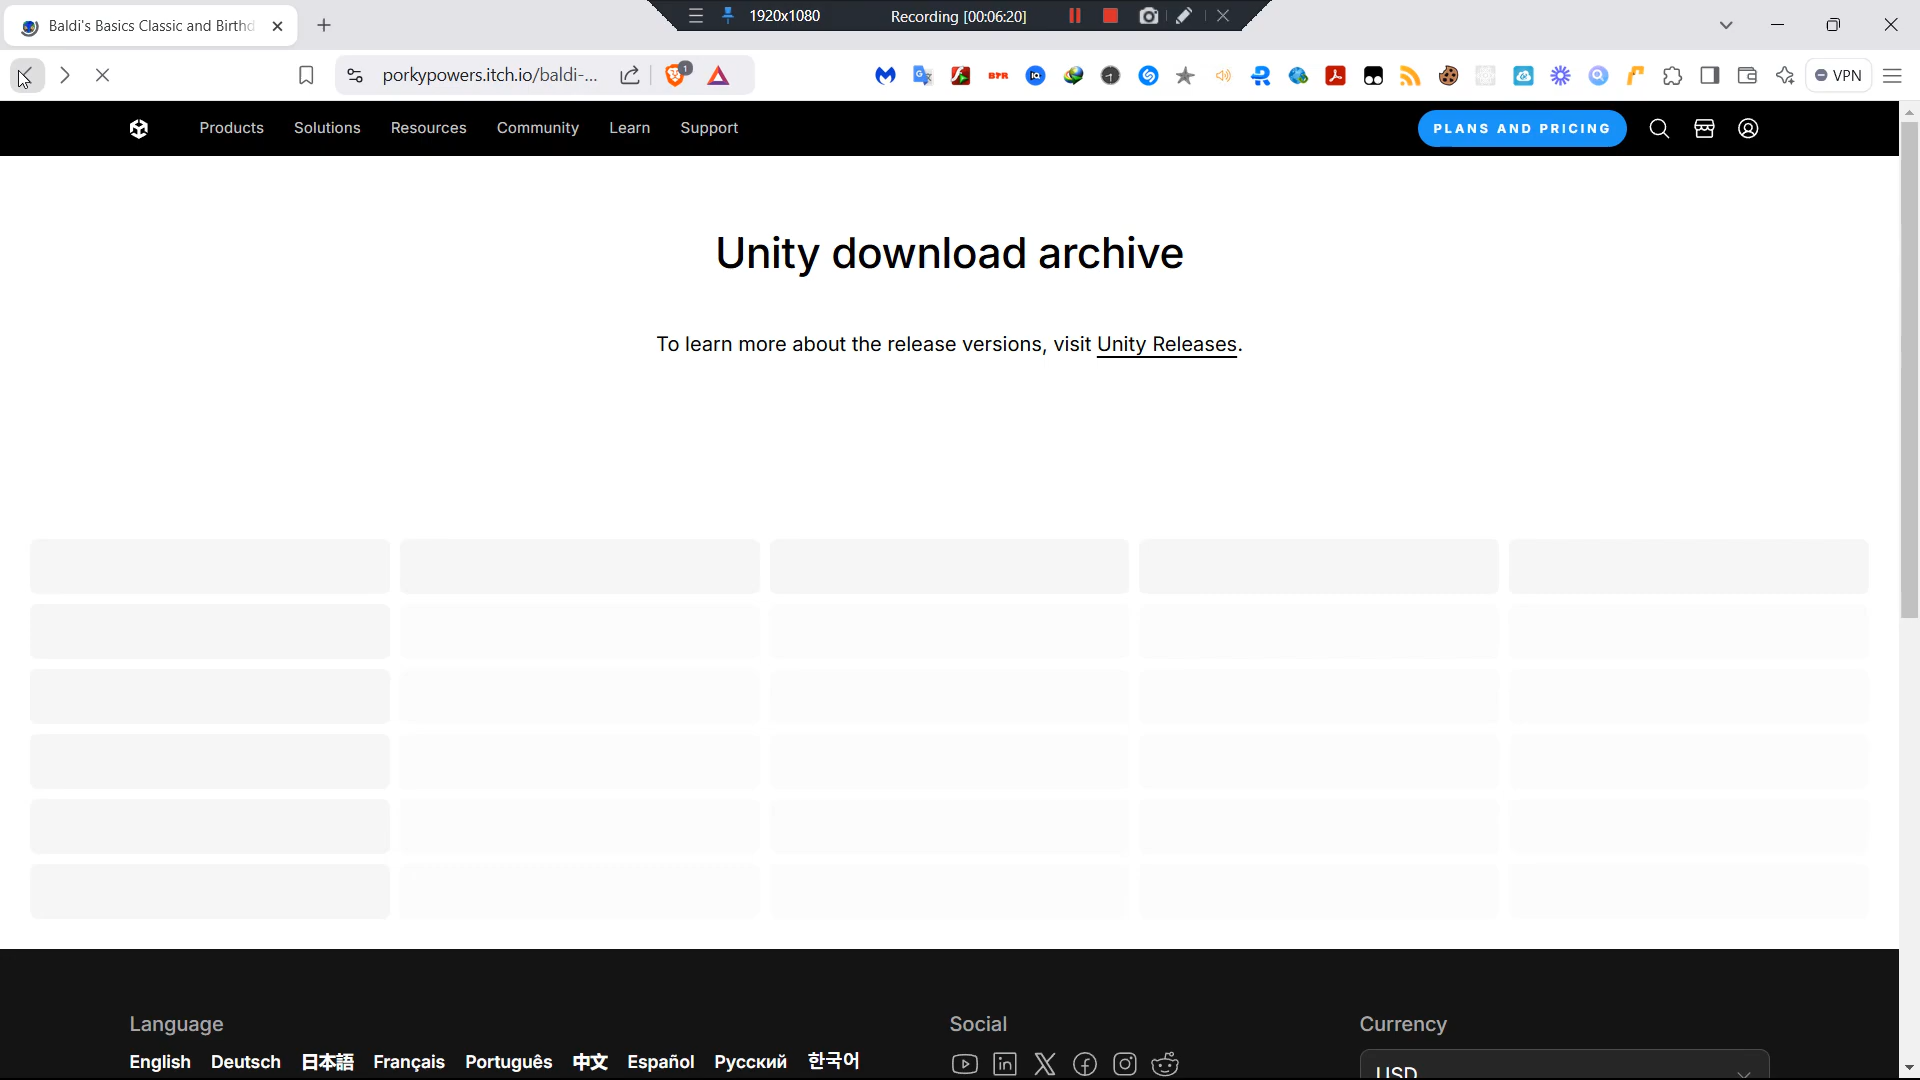 1920x1080 Recording [00:06:20]
Baldi's Basics Classic and Birthd
porkypowers.itch.io/baldi-... 1 VPN
Products Solutions Resources Community Learn Support PLANS AND PRICING
Unity download archive
To learn more about the release versions, visit Unity Releases.
Language Social Currency
English Deutsch 日本語 Français Português 中文 Español Русский 한국어
USD